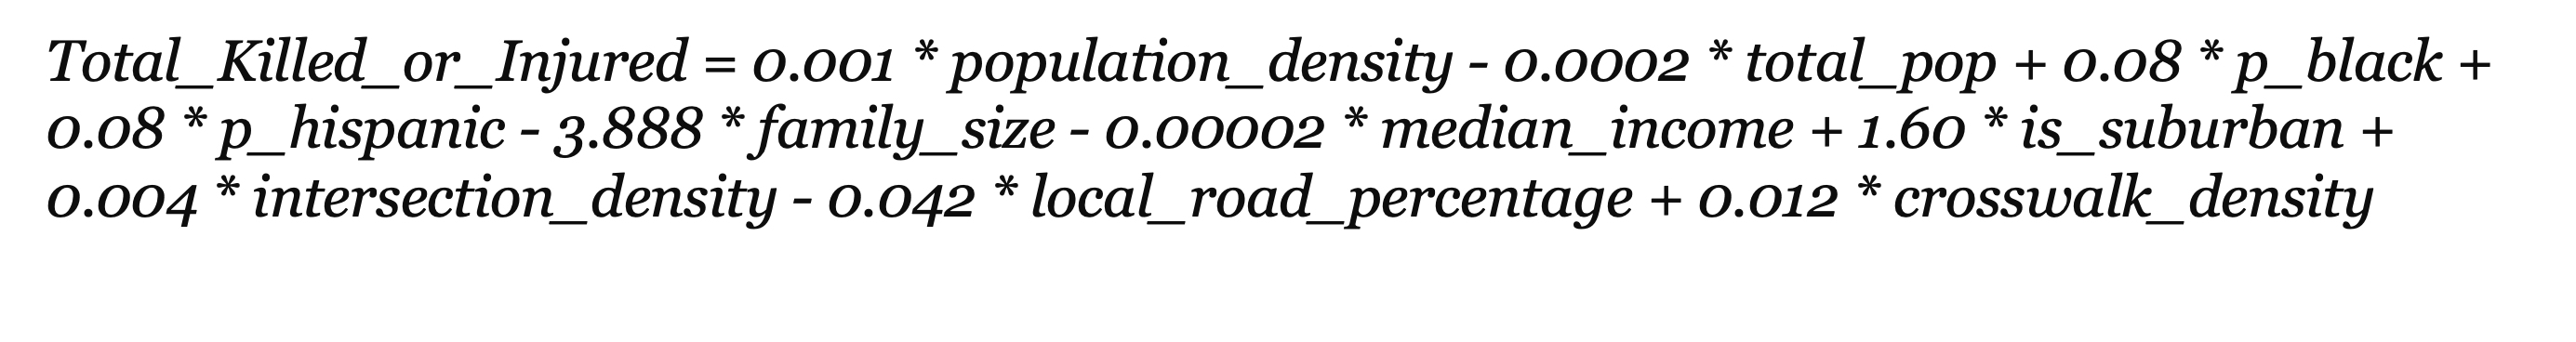 Total_Killed_or_Injured = 0.001 * population_density - 0.0002 * total_pop + 0.08 * p_black +
0.08 * p_hispanic - 3.888 * family_size - 0.00002 * median_income + 1.60 * is_suburban +
0.004 * intersection_density - 0.042 * local_road_percentage + 0.012 * crosswalk_density